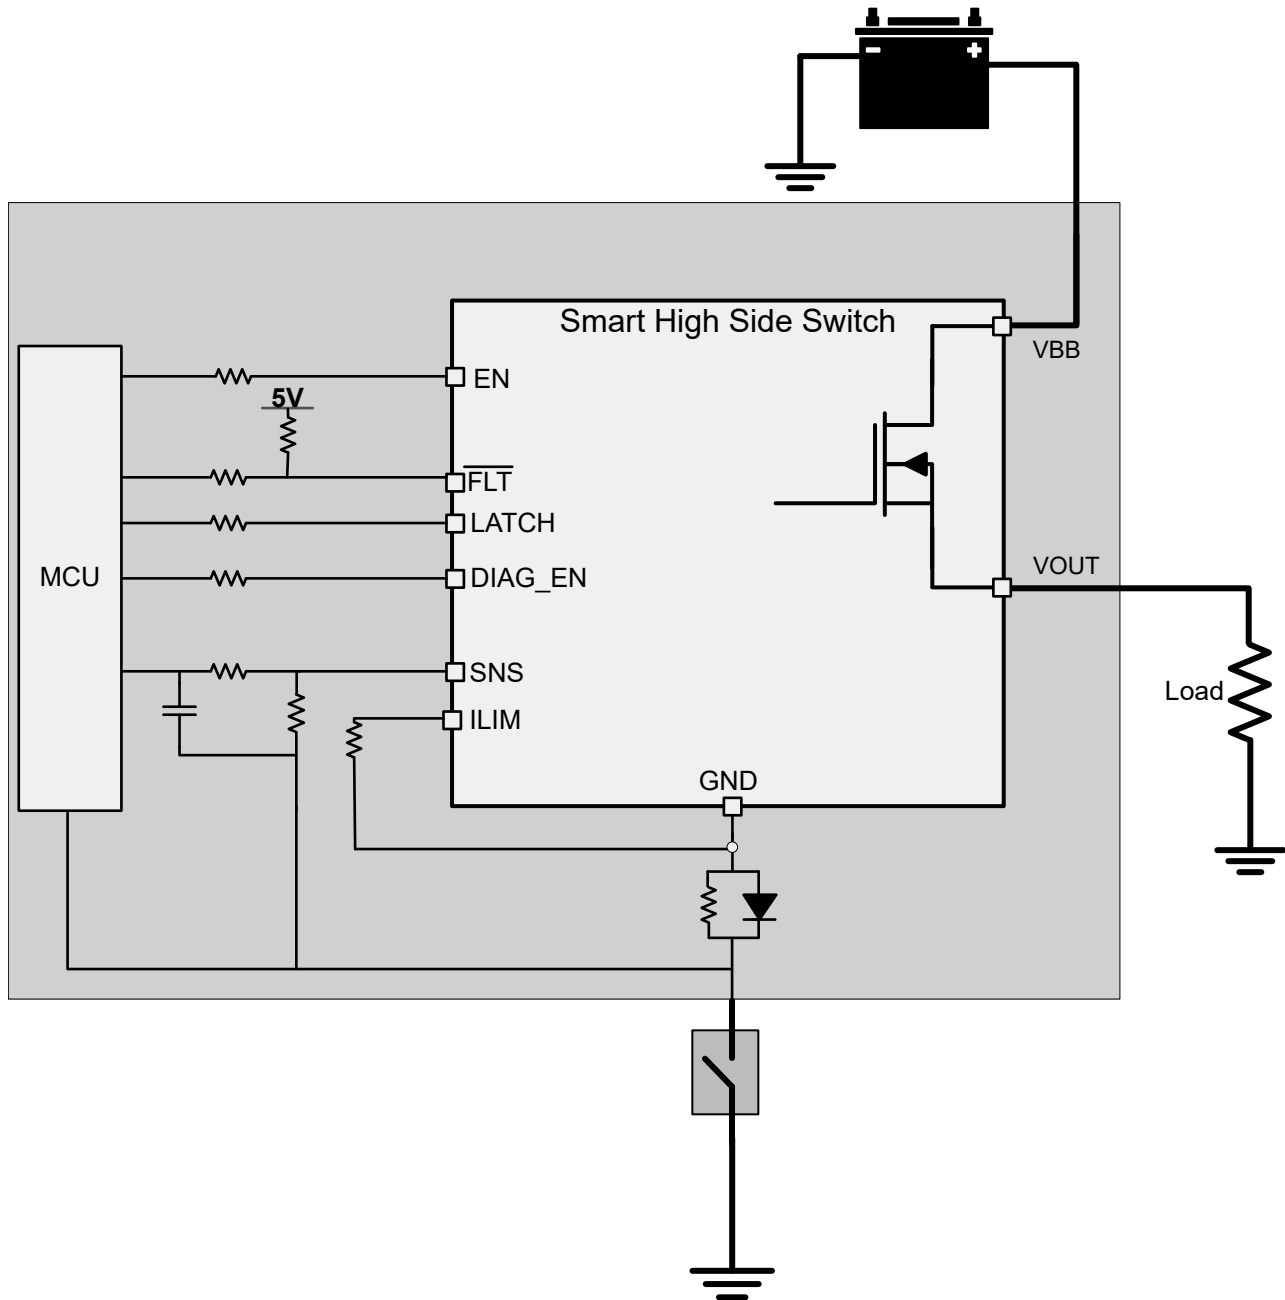 Smart High Side Switch
VBB
EN
5V
FLT
LATCH
MCU
DIAG_EN
VOUT
SNS
Load
ILIM
GND